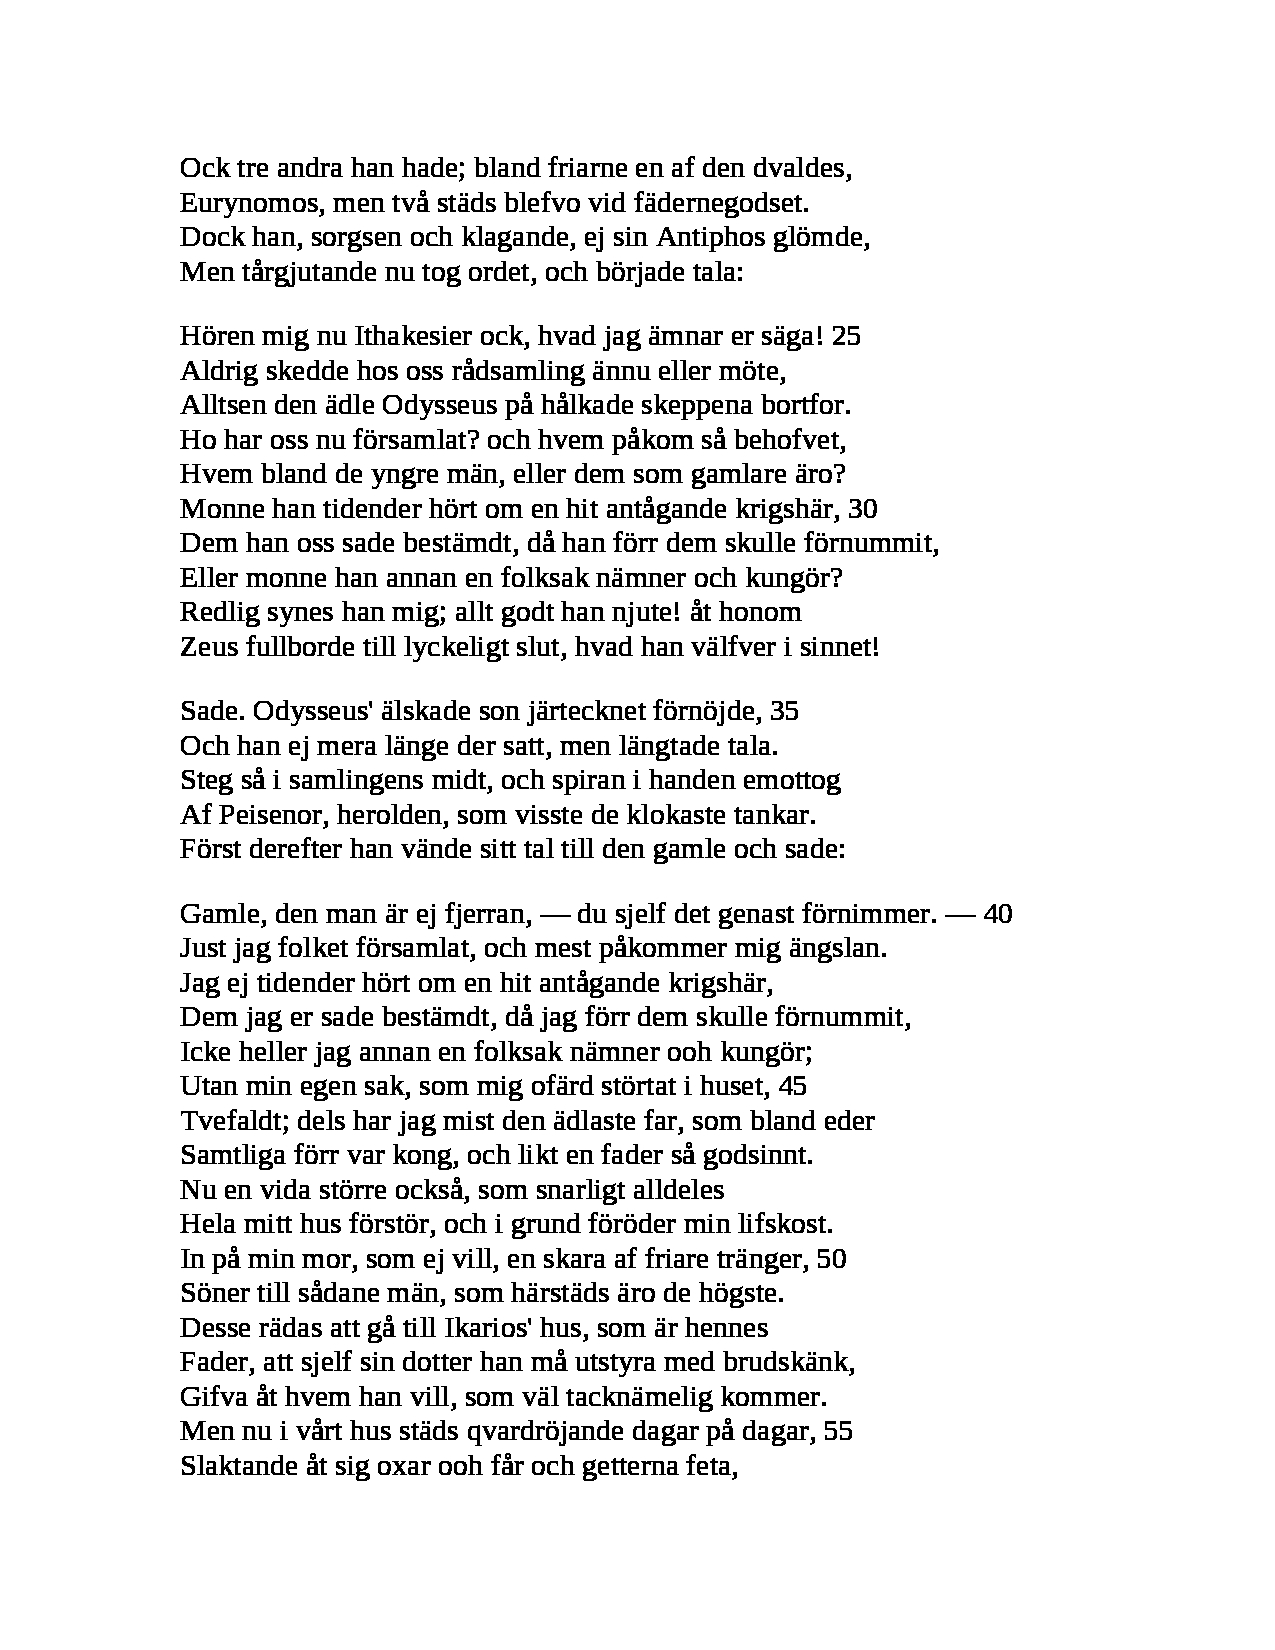 Ock tre andra han hade; bland friarne en af den dvaldes,
Eurynomos, men två städs blefvo vid fädernegodset.
Dock han, sorgsen och klagande, ej sin Antiphos glömde,
Men tårgjutande nu tog ordet, och började tala:
Hören mig nu Ithakesier ock, hvad jag ämnar er säga! 25
Aldrig skedde hos oss rådsamling ännu eller möte,
Alltsen den ädle Odysseus på hålkade skeppena bortfor.
Ho har oss nu församlat? och hvem påkom så behofvet,
Hvem bland de yngre män, eller dem som gamlare äro?
Monne han tidender hört om en hit antågande krigshär, 30
Dem han oss sade bestämdt, då han förr dem skulle förnummit,
Eller monne han annan en folksak nämner och kungör?
Redlig synes han mig; allt godt han njute! åt honom
Zeus fullborde till lyckeligt slut, hvad han välfver i sinnet!
Sade. Odysseus' älskade son järtecknet förnöjde, 35
Och han ej mera länge der satt, men längtade tala.
Steg så i samlingens midt, och spiran i handen emottog
Af Peisenor, herolden, som visste de klokaste tankar.
Först derefter han vände sitt tal till den gamle och sade:
Gamle, den man är ej fjerran, — du sjelf det genast förnimmer. — 40
Just jag folket församlat, och mest påkommer mig ängslan.
Jag ej tidender hört om en hit antågande krigshär,
Dem jag er sade bestämdt, då jag förr dem skulle förnummit,
Icke heller jag annan en folksak nämner ooh kungör;
Utan min egen sak, som mig ofärd störtat i huset, 45
Tvefaldt; dels har jag mist den ädlaste far, som bland eder
Samtliga förr var kong, och likt en fader så godsinnt.
Nu en vida större också, som snarligt alldeles
Hela mitt hus förstör, och i grund föröder min lifskost.
In på min mor, som ej vill, en skara af friare tränger, 50
Söner till sådane män, som härstäds äro de högste.
Desse rädas att gå till Ikarios' hus, som är hennes
Fader, att sjelf sin dotter han må utstyra med brudskänk,
Gifva åt hvem han vill, som väl tacknämelig kommer.
Men nu i vårt hus städs qvardröjande dagar på dagar, 55
Slaktande åt sig oxar ooh får och getterna feta,